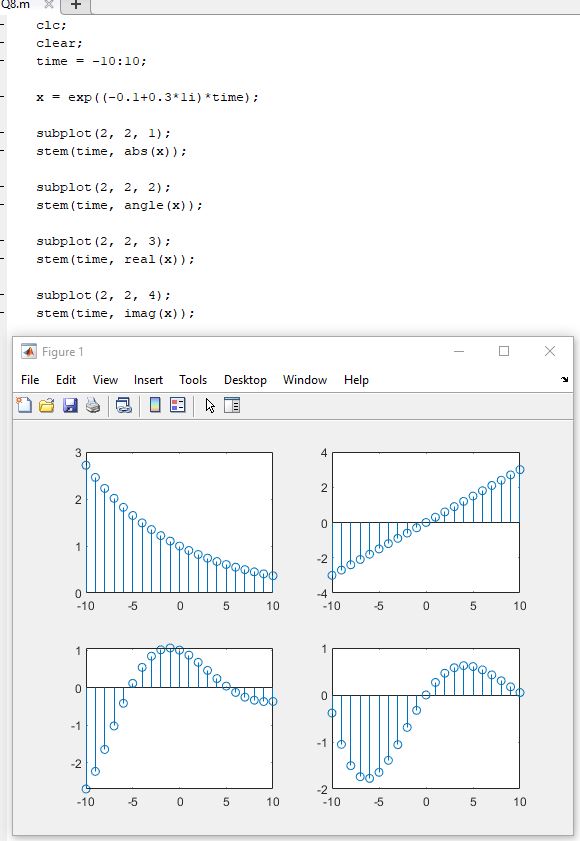 Q8.m
clc;
clear;
time = -10:10;
x = exp((-0.1+0.3*1i)*time);
subplot(2, 2, 1);
stem(time, abs(x));
subplot(2, 2, 2);
stem(time, angle(x));
subplot(2, 2, 3);
stem(time, real(x));
subplot(2, 2, 4);
stem(time, imag(x));
Figure 1
File Edit View Insert Tools Desktop Window Help
3
2
1
0
-10 -5 0 5 10
4
2
0
-2
-4
-10 -5 0 5 10
1
0
-1
-2
-10 -5 0 5 10
1
0
-1
-2
-10 -5 0 5 10